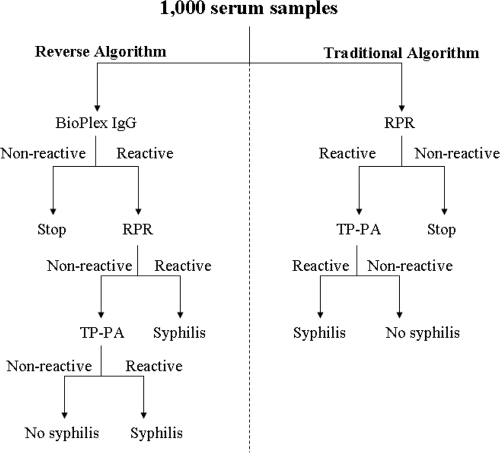 1,000 serum samples
Reverse Algorithm
Traditional Algorithm
BioPlex IgG
RPR
Non-reactive
Reactive
Reactive
Non-reactive
Stop
RPR
TP-PA
Stop
Non-reactive
Reactive
Reactive
Non-reactive
TP-PA
Syphilis
Syphilis
No syphilis
Non-reactive
Reactive
No syphilis
Syphilis